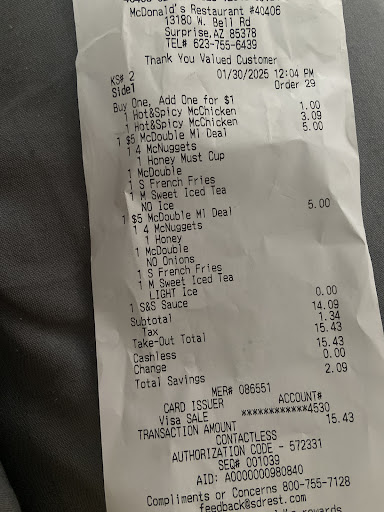 McDonald's Restaurant #40406
13180 W. Bell Rd
Surprise, AZ 85378
TEL# 623-755-6439
Thank You Valued Customer
KS# 2 01/30/2025 12:04 PM
Side1 Order 29
Buy One, Add One for $1
1 Hot&Spicy McChicken 1.00
1 Hot&Spicy McChicken 3.09
1 $5 McDouble Ml Deal 5.00
1 4 McNuggets
1 Honey Must Cup
1 McDouble
1 S French Fries
1 M Sweet Iced Tea
NO Ice
1 $5 McDouble Ml Deal 5.00
1 4 McNuggets
1 Honey
1 McDouble
NO Onions
1 S French Fries
1 M Sweet Iced Tea
LIGHT Ice
1 S&S Sauce 0.00
Subtotal 14.09
Tax 1.34
Take-Out Total 15.43
Cashless 15.43
Change 0.00
Total Savings 2.09
MER# 086551
CARD ISSUER ACCOUNT#
Visa SALE ************4530
TRANSACTION AMOUNT 15.43
CONTACTLESS
AUTHORIZATION CODE - 572331
SEQ# 001039
AID: A0000000980840
Compliments or Concerns 800-755-7128
feedback@sdrest.com
rewards